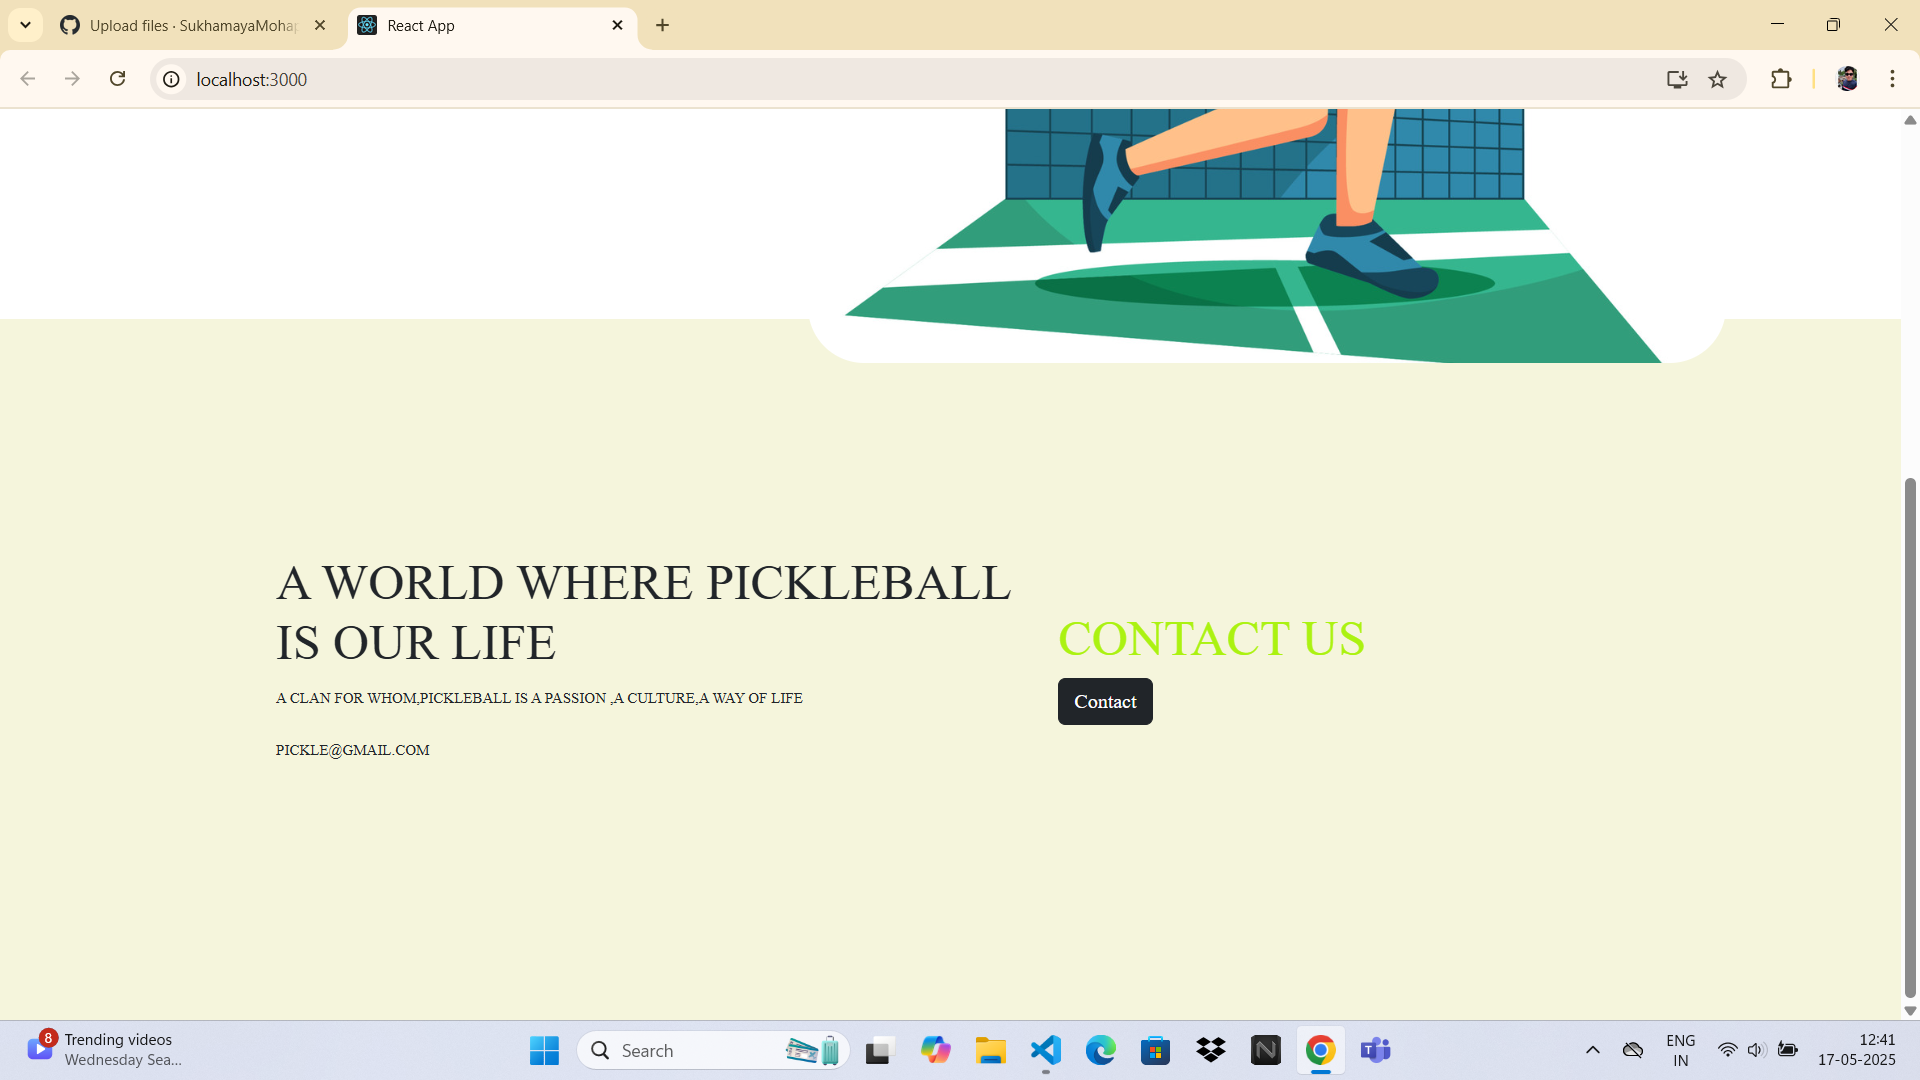 Upload files · SukhamayaMohap
React App
localhost:3000
A WORLD WHERE PICKLEBALL
IS OUR LIFE
A CLAN FOR WHOM,PICKLEBALL IS A PASSION ,A CULTURE,A WAY OF LIFE
PICKLE@GMAIL.COM
CONTACT US
Contact
8
Trending videos
Wednesday Sea...
Search
ENG
IN
12:41
17-05-2025